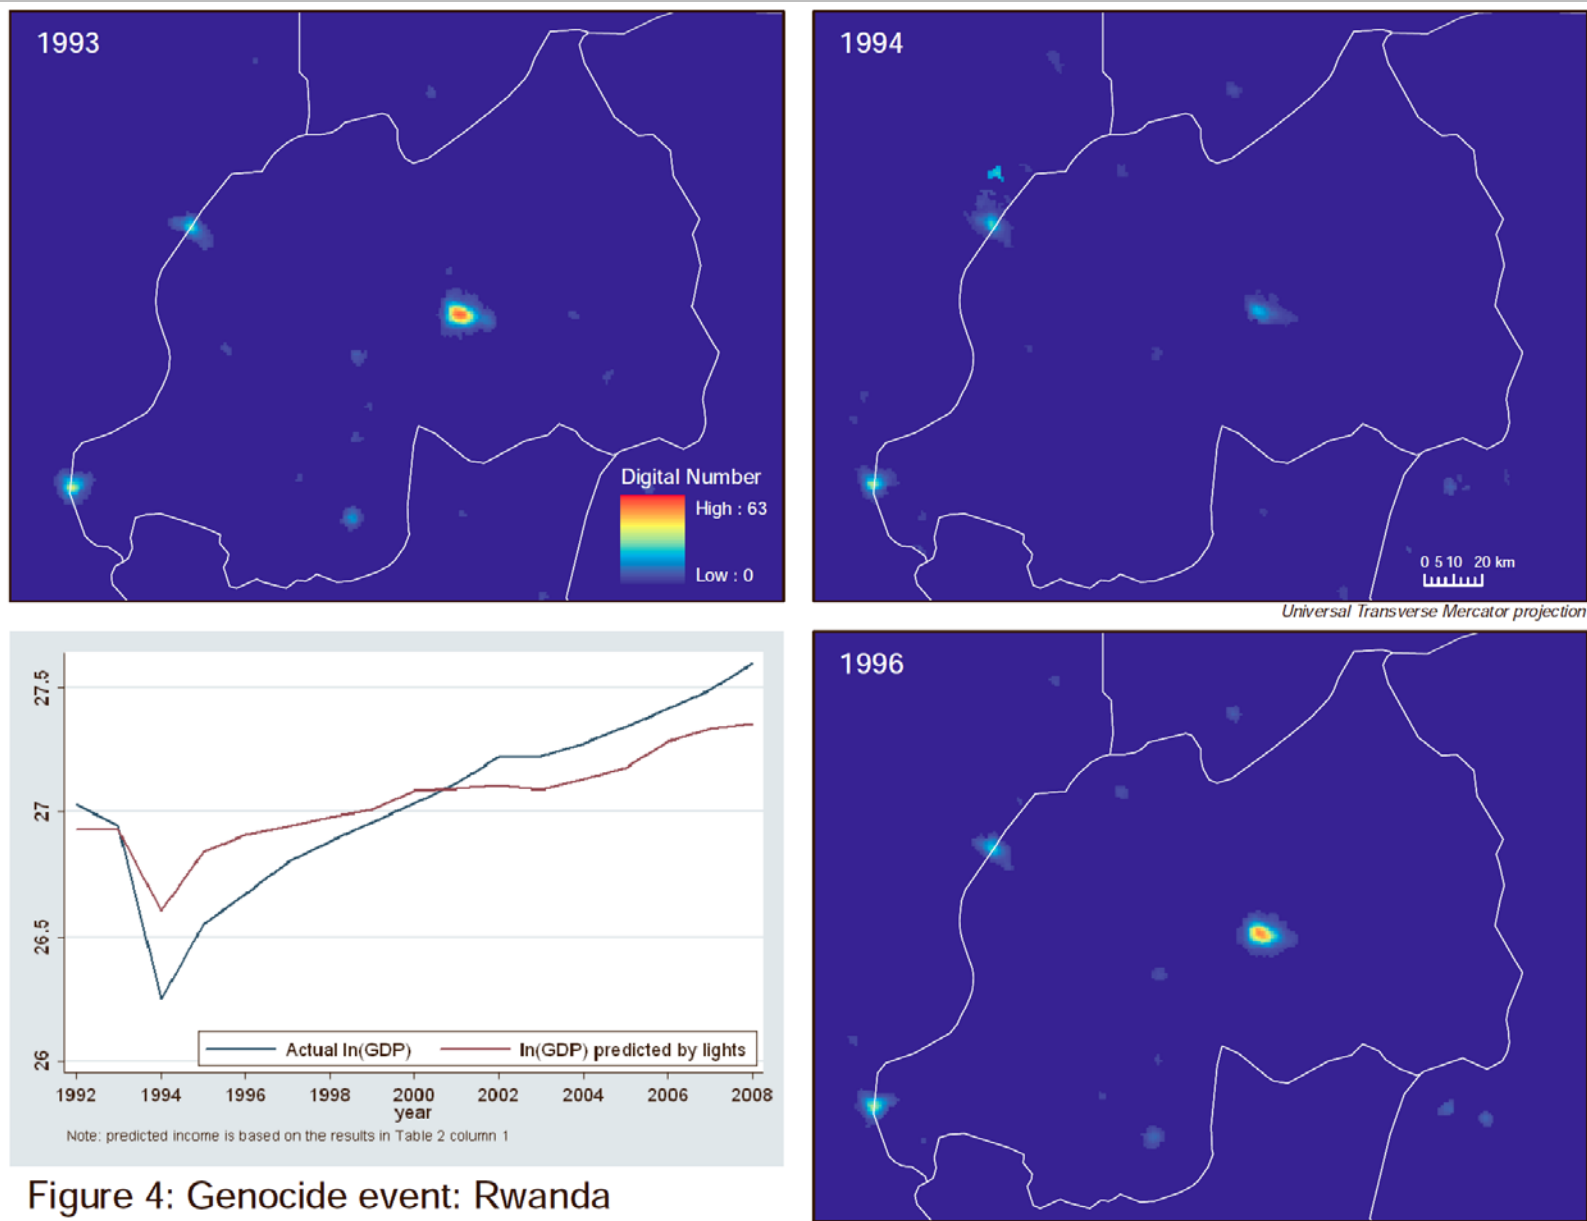 1993
Digital Number
High : 63
Low : 0
1994
0 5 10 20 km
Universal Transverse Mercator projection
27.5
27
26.5
26
Actual ln(GDP)
ln(GDP) predicted by lights
1992 1994 1996 1998 2000 2002 2004 2006 2008
year
Note: predicted income is based on the results in Table 2 column 1
1996
Figure 4: Genocide event: Rwanda